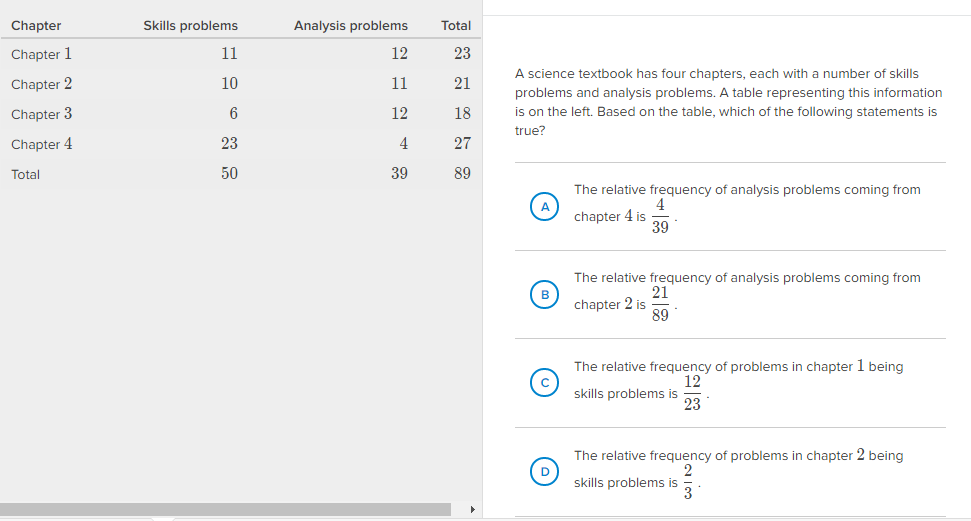 Chapter Skills problems Analysis problems Total
Chapter 1 11 12 23
Chapter 2 10 11 21
Chapter 3 6 12 18
Chapter 4 23 4 27
Total 50 39 89
A science textbook has four chapters, each with a number of skills
problems and analysis problems. A table representing this information
is on the left. Based on the table, which of the following statements is
true?
A
The relative frequency of analysis problems coming from
chapter 4 is 4/39 .
B
The relative frequency of analysis problems coming from
chapter 2 is 21/89 .
C
The relative frequency of problems in chapter 1 being
skills problems is 12/23 .
D
The relative frequency of problems in chapter 2 being
skills problems is 2/3 .